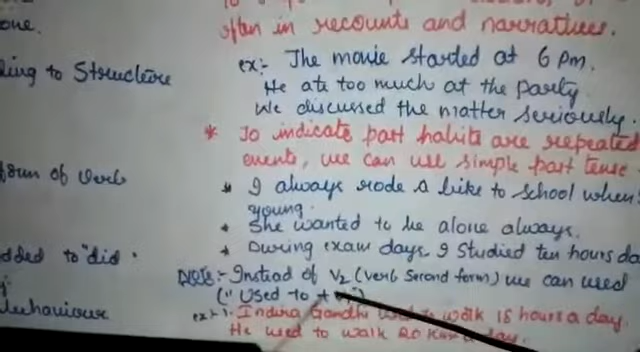 often in recounts and narratives.
one.
ex:- The movie started at 6 pm.
ding to Structure
He ate too much at the party
We discussed the matter seriously.
* To indicate past habits are repeated
events, we can use simple past tense.
form of verb
* I always rode a bike to school when
young.
* She wanted to be alone always.
dded to "did.
* During exam days I studied ten hours da
Note:- Instead of V2 (verb second form) we can used
("Used to +
behaviour
ex:- 1. Indira Gandhi used to walk 18 hours a day.
He used to walk 20 km a day.